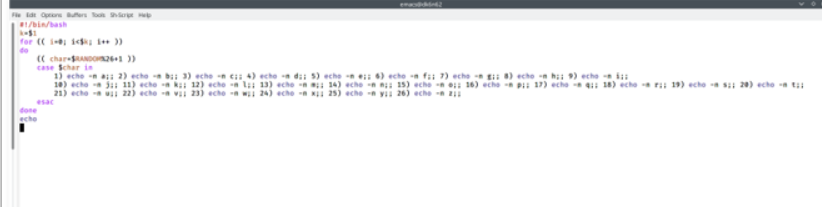 emacs@dk6n62
File Edit Options Buffers Tools Sh-Script Help
#!/bin/bash
k=$1
for (( i=0; i<$k; i++ ))
do
    (( char=$RANDOM%26+1 ))
    case $char in
        1) echo -n a;; 2) echo -n b;; 3) echo -n c;; 4) echo -n d;; 5) echo -n e;; 6) echo -n f;; 7) echo -n g;; 8) echo -n h;; 9) echo -n i;;
        10) echo -n j;; 11) echo -n k;; 12) echo -n l;; 13) echo -n m;; 14) echo -n n;; 15) echo -n o;; 16) echo -n p;; 17) echo -n q;; 18) echo -n r;; 19) echo -n s;; 20) echo -n t;;
        21) echo -n u;; 22) echo -n v;; 23) echo -n w;; 24) echo -n x;; 25) echo -n y;; 26) echo -n z;;
    esac
done
echo